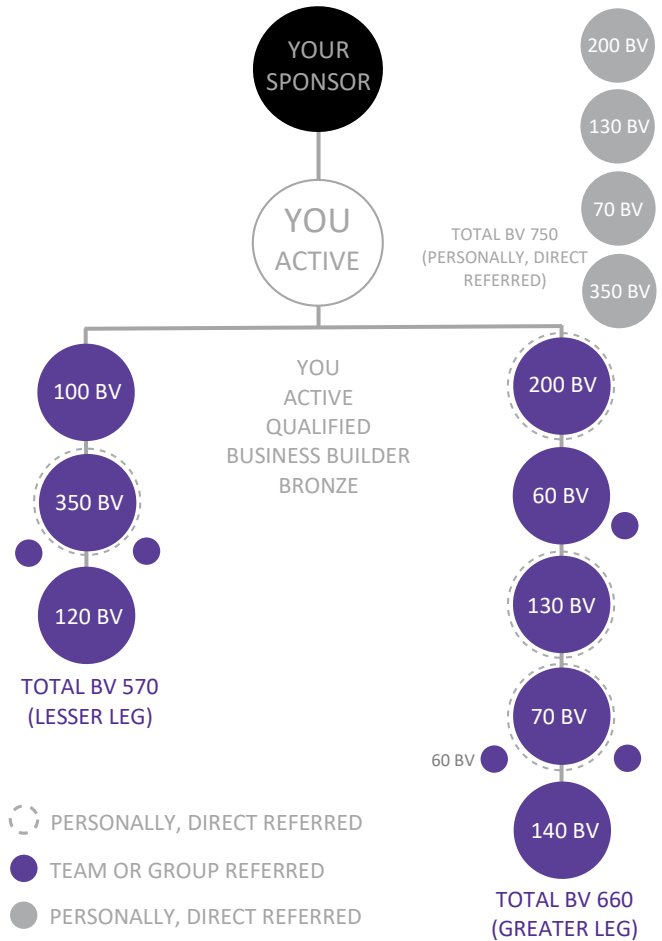 YOUR
SPONSOR
200 BV
130 BV
70 BV
350 BV
YOU
ACTIVE
TOTAL BV 750
(PERSONALLY, DIRECT
REFERRED)
100 BV
350 BV
120 BV
TOTAL BV 570
(LESSER LEG)
YOU
ACTIVE
QUALIFIED
BUSINESS BUILDER
BRONZE
200 BV
60 BV
130 BV
70 BV
60 BV
140 BV
TOTAL BV 660
(GREATER LEG)
PERSONALLY, DIRECT REFERRED
TEAM OR GROUP REFERRED
PERSONALLY, DIRECT REFERRED